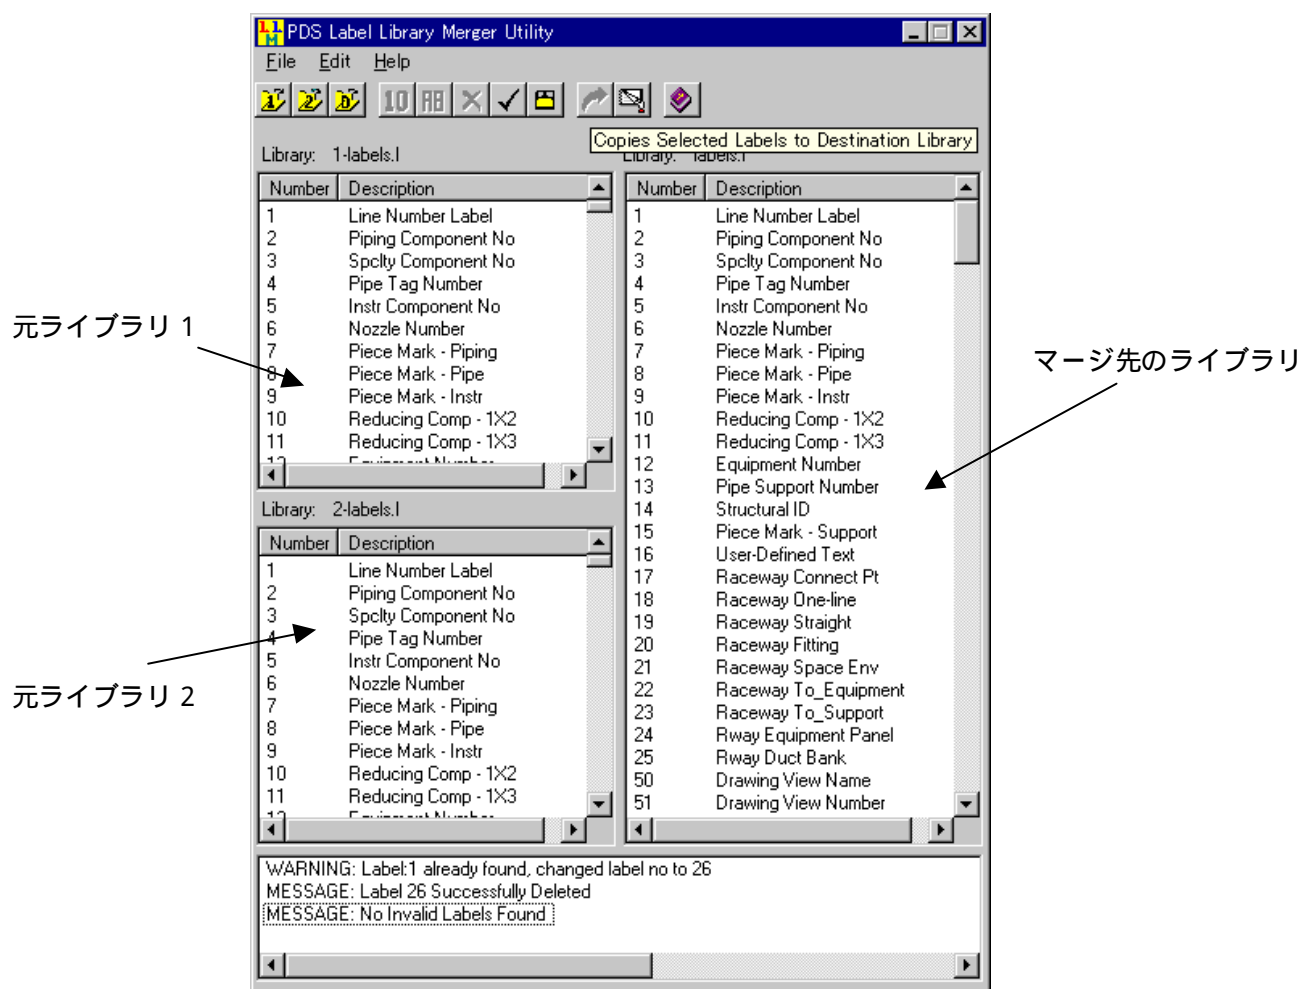 PDS Label Library Merger Utility
File Edit Help
10 AB
Copies Selected Labels to Destination Library
Library: 1-labels.l
Library: labels.l
Number Description
1 Line Number Label
2 Piping Component No
3 Spclty Component No
4 Pipe Tag Number
5 Instr Component No
6 Nozzle Number
7 Piece Mark - Piping
8 Piece Mark - Pipe
9 Piece Mark - Instr
10 Reducing Comp - 1X2
11 Reducing Comp - 1X3
12 Equipment Number
元ライブラリ 1
Library: 2-labels.l
Number Description
1 Line Number Label
2 Piping Component No
3 Spclty Component No
4 Pipe Tag Number
5 Instr Component No
6 Nozzle Number
7 Piece Mark - Piping
8 Piece Mark - Pipe
9 Piece Mark - Instr
10 Reducing Comp - 1X2
11 Reducing Comp - 1X3
12 Equipment Number
元ライブラリ 2
Number Description
1 Line Number Label
2 Piping Component No
3 Spclty Component No
4 Pipe Tag Number
5 Instr Component No
6 Nozzle Number
7 Piece Mark - Piping
8 Piece Mark - Pipe
9 Piece Mark - Instr
10 Reducing Comp - 1X2
11 Reducing Comp - 1X3
12 Equipment Number
13 Pipe Support Number
14 Structural ID
15 Piece Mark - Support
16 User-Defined Text
17 Raceway Connect Pt
18 Raceway One-line
19 Raceway Straight
20 Raceway Fitting
21 Raceway Space Env
22 Raceway To_Equipment
23 Raceway To_Support
24 Rway Equipment Panel
25 Rway Duct Bank
50 Drawing View Name
51 Drawing View Number
マージ先のライブラリ
WARNING: Label:1 already found, changed label no to 26
MESSAGE: Label 26 Successfully Deleted
MESSAGE: No Invalid Labels Found